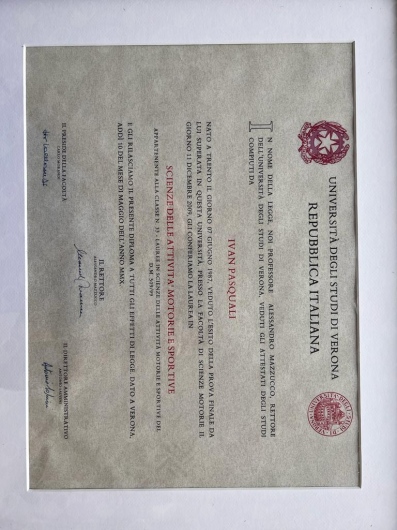 UNIVERSITÀ DEGLI STUDI DI VERONA
REPUBBLICA ITALIANA
IN NOME DELLA LEGGE, NOI PROFESSORE ALESSANDRO MAZZUCCO, RETTORE
DELL'UNIVERSITÀ DEGLI STUDI DI VERONA, VEDUTI GLI ATTESTATI DEGLI STUDI
COMPIUTI DA
IVAN PASQUALI
NATO A TRENTO IL GIORNO 07 GIUGNO 1987, VEDUTO L'ESITO DELLA PROVA FINALE DA
LUI SUPERATA IN QUESTA UNIVERSITÀ, PRESSO LA FACOLTÀ DI SCIENZE MOTORIE IL
GIORNO 11 DICEMBRE 2009, GLI CONFERIAMO LA LAUREA IN
SCIENZE DELLE ATTIVITA' MOTORIE E SPORTIVE
APPARTENENTE ALLA CLASSE N. 33 - LAUREE IN SCIENZE DELLE ATTIVITÀ MOTORIE E SPORTIVE DEL
D.M. 509/99
E GLI RILASCIAMO IL PRESENTE DIPLOMA A TUTTI GLI EFFETTI DI LEGGE. DATO A VERONA,
ADDÌ 10 DEL MESE DI MAGGIO DELL'ANNO MMX.
IL PRESIDE DELLA FACOLTÀ
IL RETTORE
IL DIRETTORE AMMINISTRATIVO